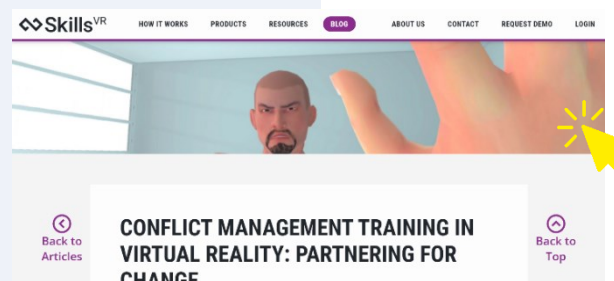 SkillsVR HOW IT WORKS PRODUCTS RESOURCES BLOG ABOUT US CONTACT REQUEST DEMO LOGIN
Back to
Articles
CONFLICT MANAGEMENT TRAINING IN
VIRTUAL REALITY: PARTNERING FOR
CHANGE
Back to
Top